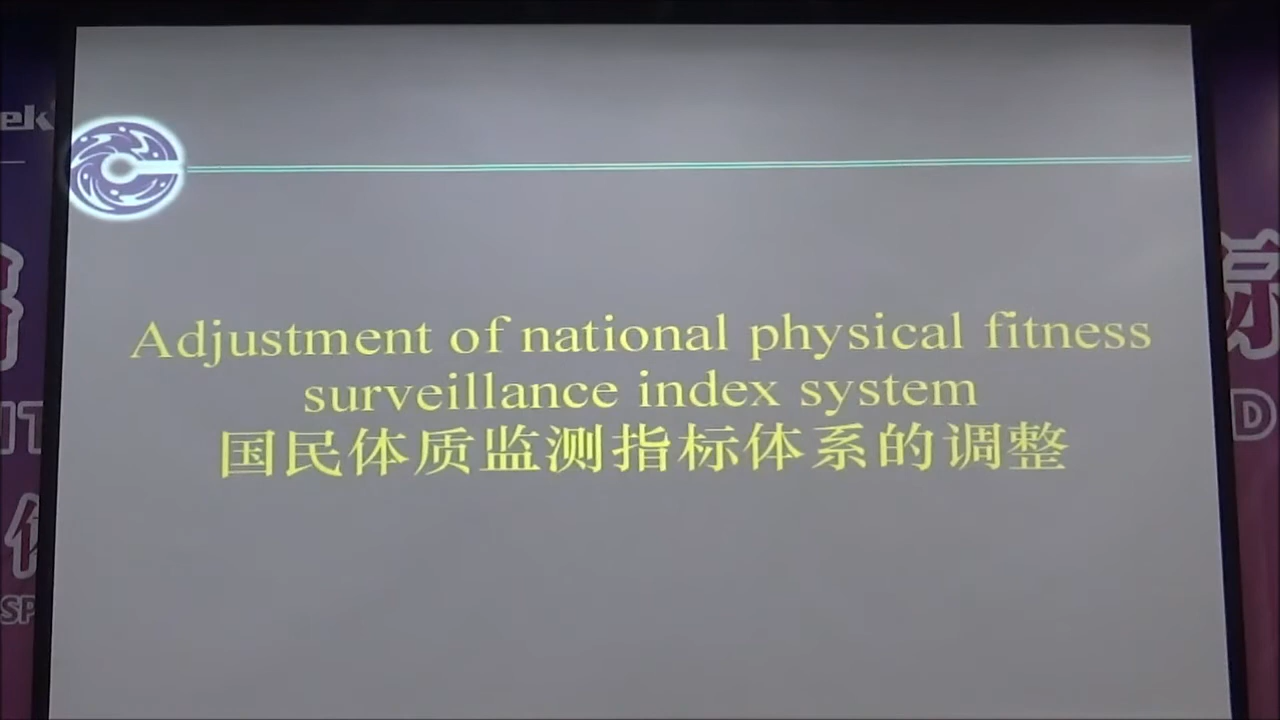 Adjustment of national physical fitness
surveillance index system
国民体质监测指标体系的调整